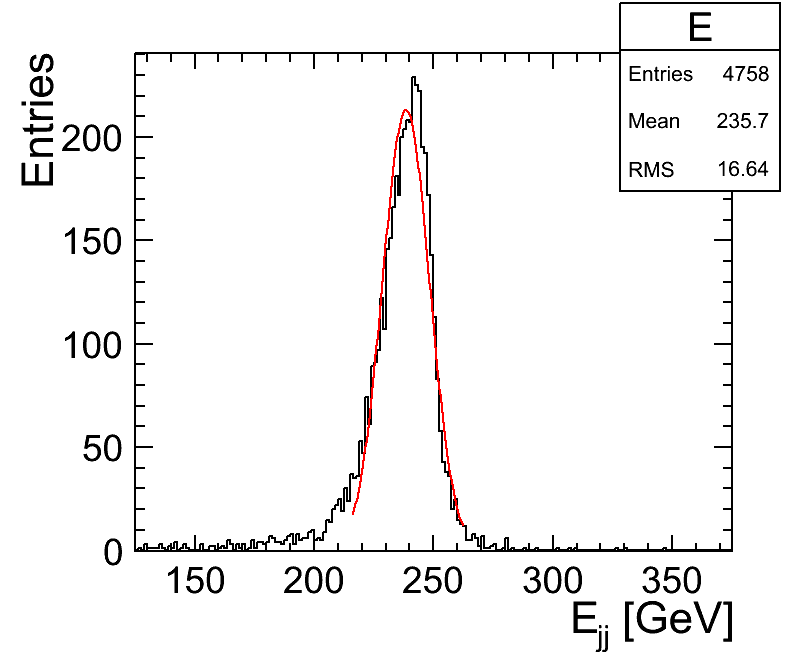 E
Entries 4758
Mean 235.7
RMS 16.64
Entries
200
150
100
50
0
150 200 250 300 350
E_jj [GeV]